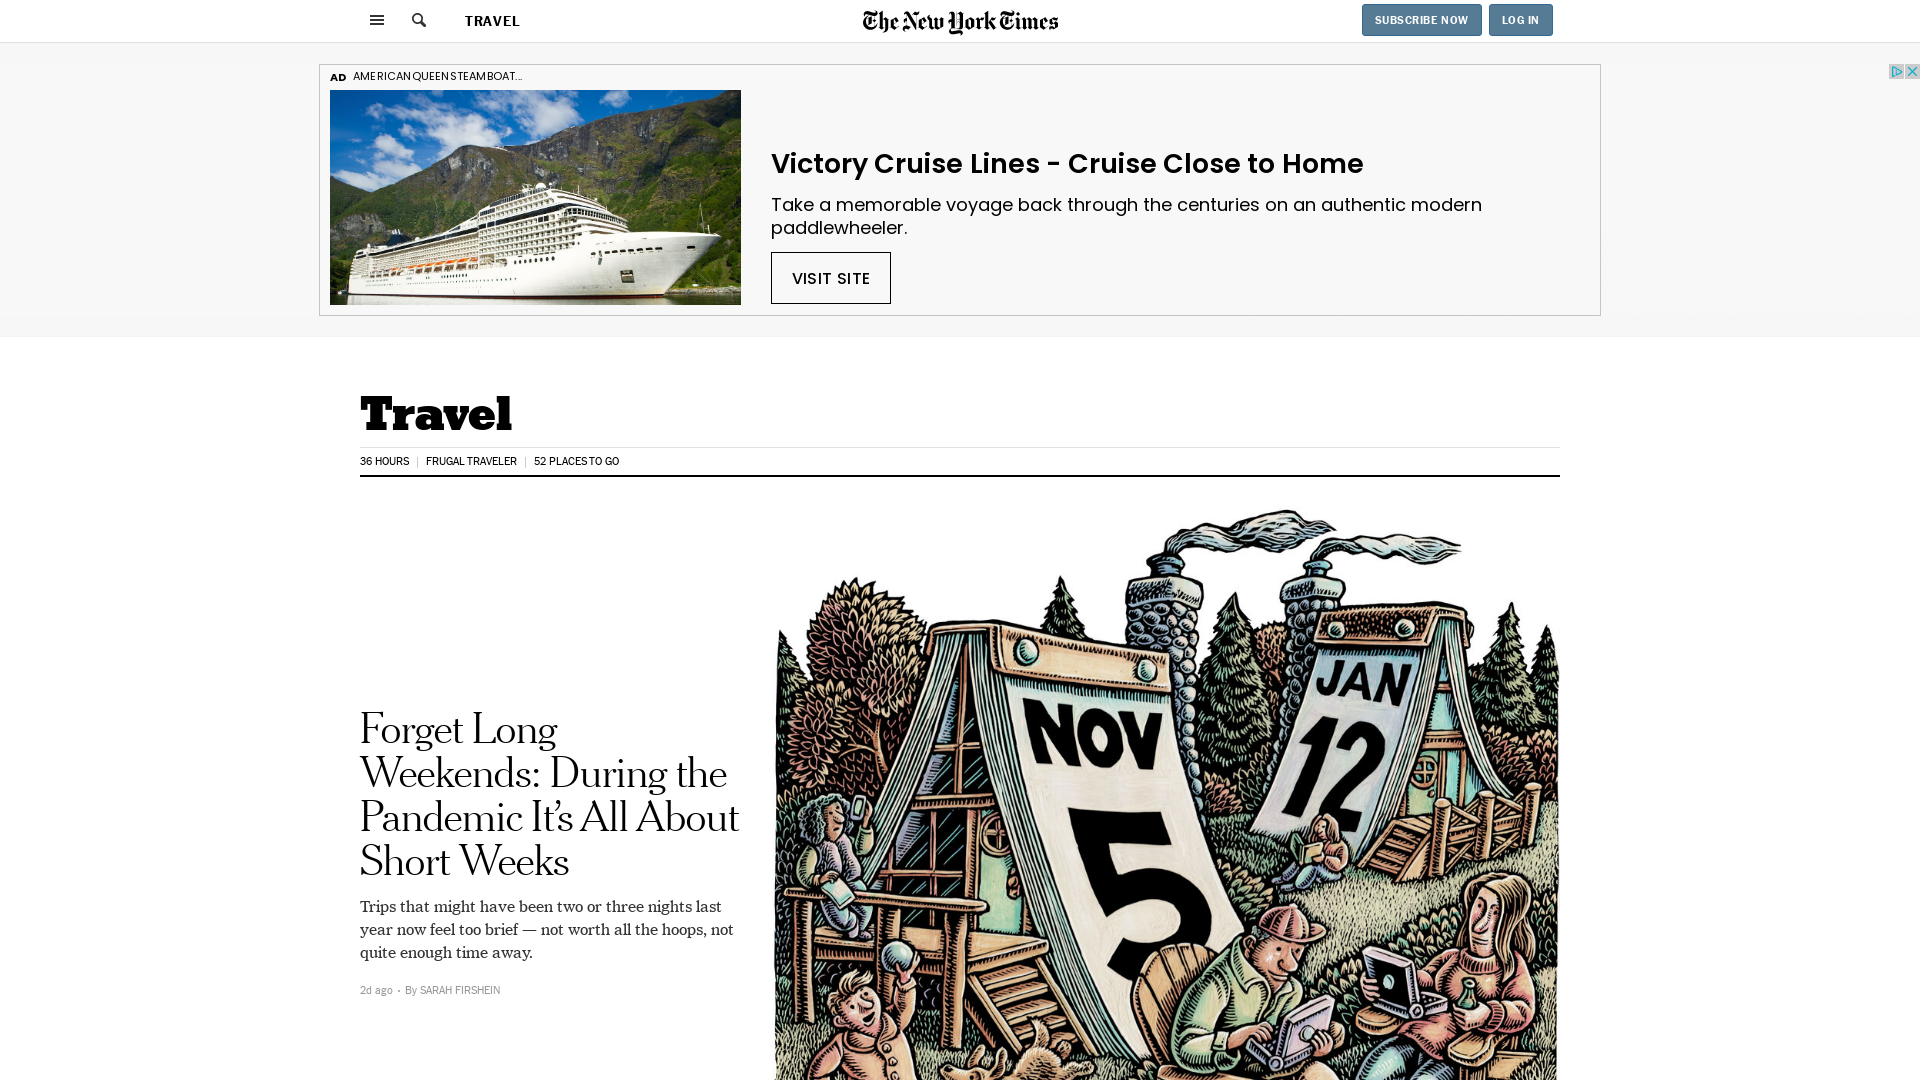 TRAVEL
The New York Times
SUBSCRIBE NOW
LOG IN
AD AMERICANQUEENSTEAMBOAT...
Victory Cruise Lines - Cruise Close to Home
Take a memorable voyage back through the centuries on an authentic modern
paddlewheeler.
VISIT SITE
Travel
36 HOURS
FRUGAL TRAVELER
52 PLACES TO GO
Forget Long
Weekends: During the
Pandemic It’s All About
Short Weeks
Trips that might have been two or three nights last
year now feel too brief — not worth all the hoops, not
quite enough time away.
2d ago • By SARAH FIRSHEIN
NOV
5
JAN
12